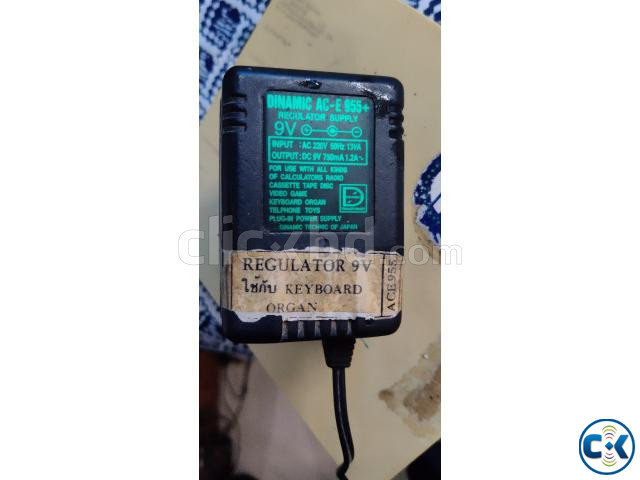 DINAMIC AC-E 955+
REGULATOR SUPPLY
9V + -
INPUT : AC 220V 50Hz 13VA
OUTPUT : DC 9V 750mA 1.2A~
FOR USE WITH ALL KINDS
OF CALCULATORS RADIO
CASSETTE TAPE DISC
VIDEO GAME
KEYBOARD ORGAN
TELPHONE TOYS
PLUG-IN POWER SUPPLY
DINAMIC TECHNIC OF JAPAN
D
clickbd.com
REGULATOR 9V
ใช้กับ KEYBOARD
ORGAN
ACE955
CK